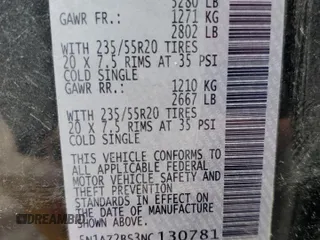 5280 LB
GAWR FR.: 1271 KG
2802 LB
WITH 235/55R20 TIRES
20 X 7.5 RIMS AT 35 PSI
COLD SINGLE
GAWR RR.: 1210 KG
2667 LB
WITH 235/55R20 TIRES
20 X 7.5 RIMS AT 35 PSI
COLD SINGLE
THIS VEHICLE CONFORMS TO
ALL APPLICABLE FEDERAL
MOTOR VEHICLE SAFETY AND
THEFT PREVENTION
STANDARDS IN EFFECT ON
THE DATE OF MANUFACTURE
SHOWN ABOVE.
5N1AZ2BS3NC130781